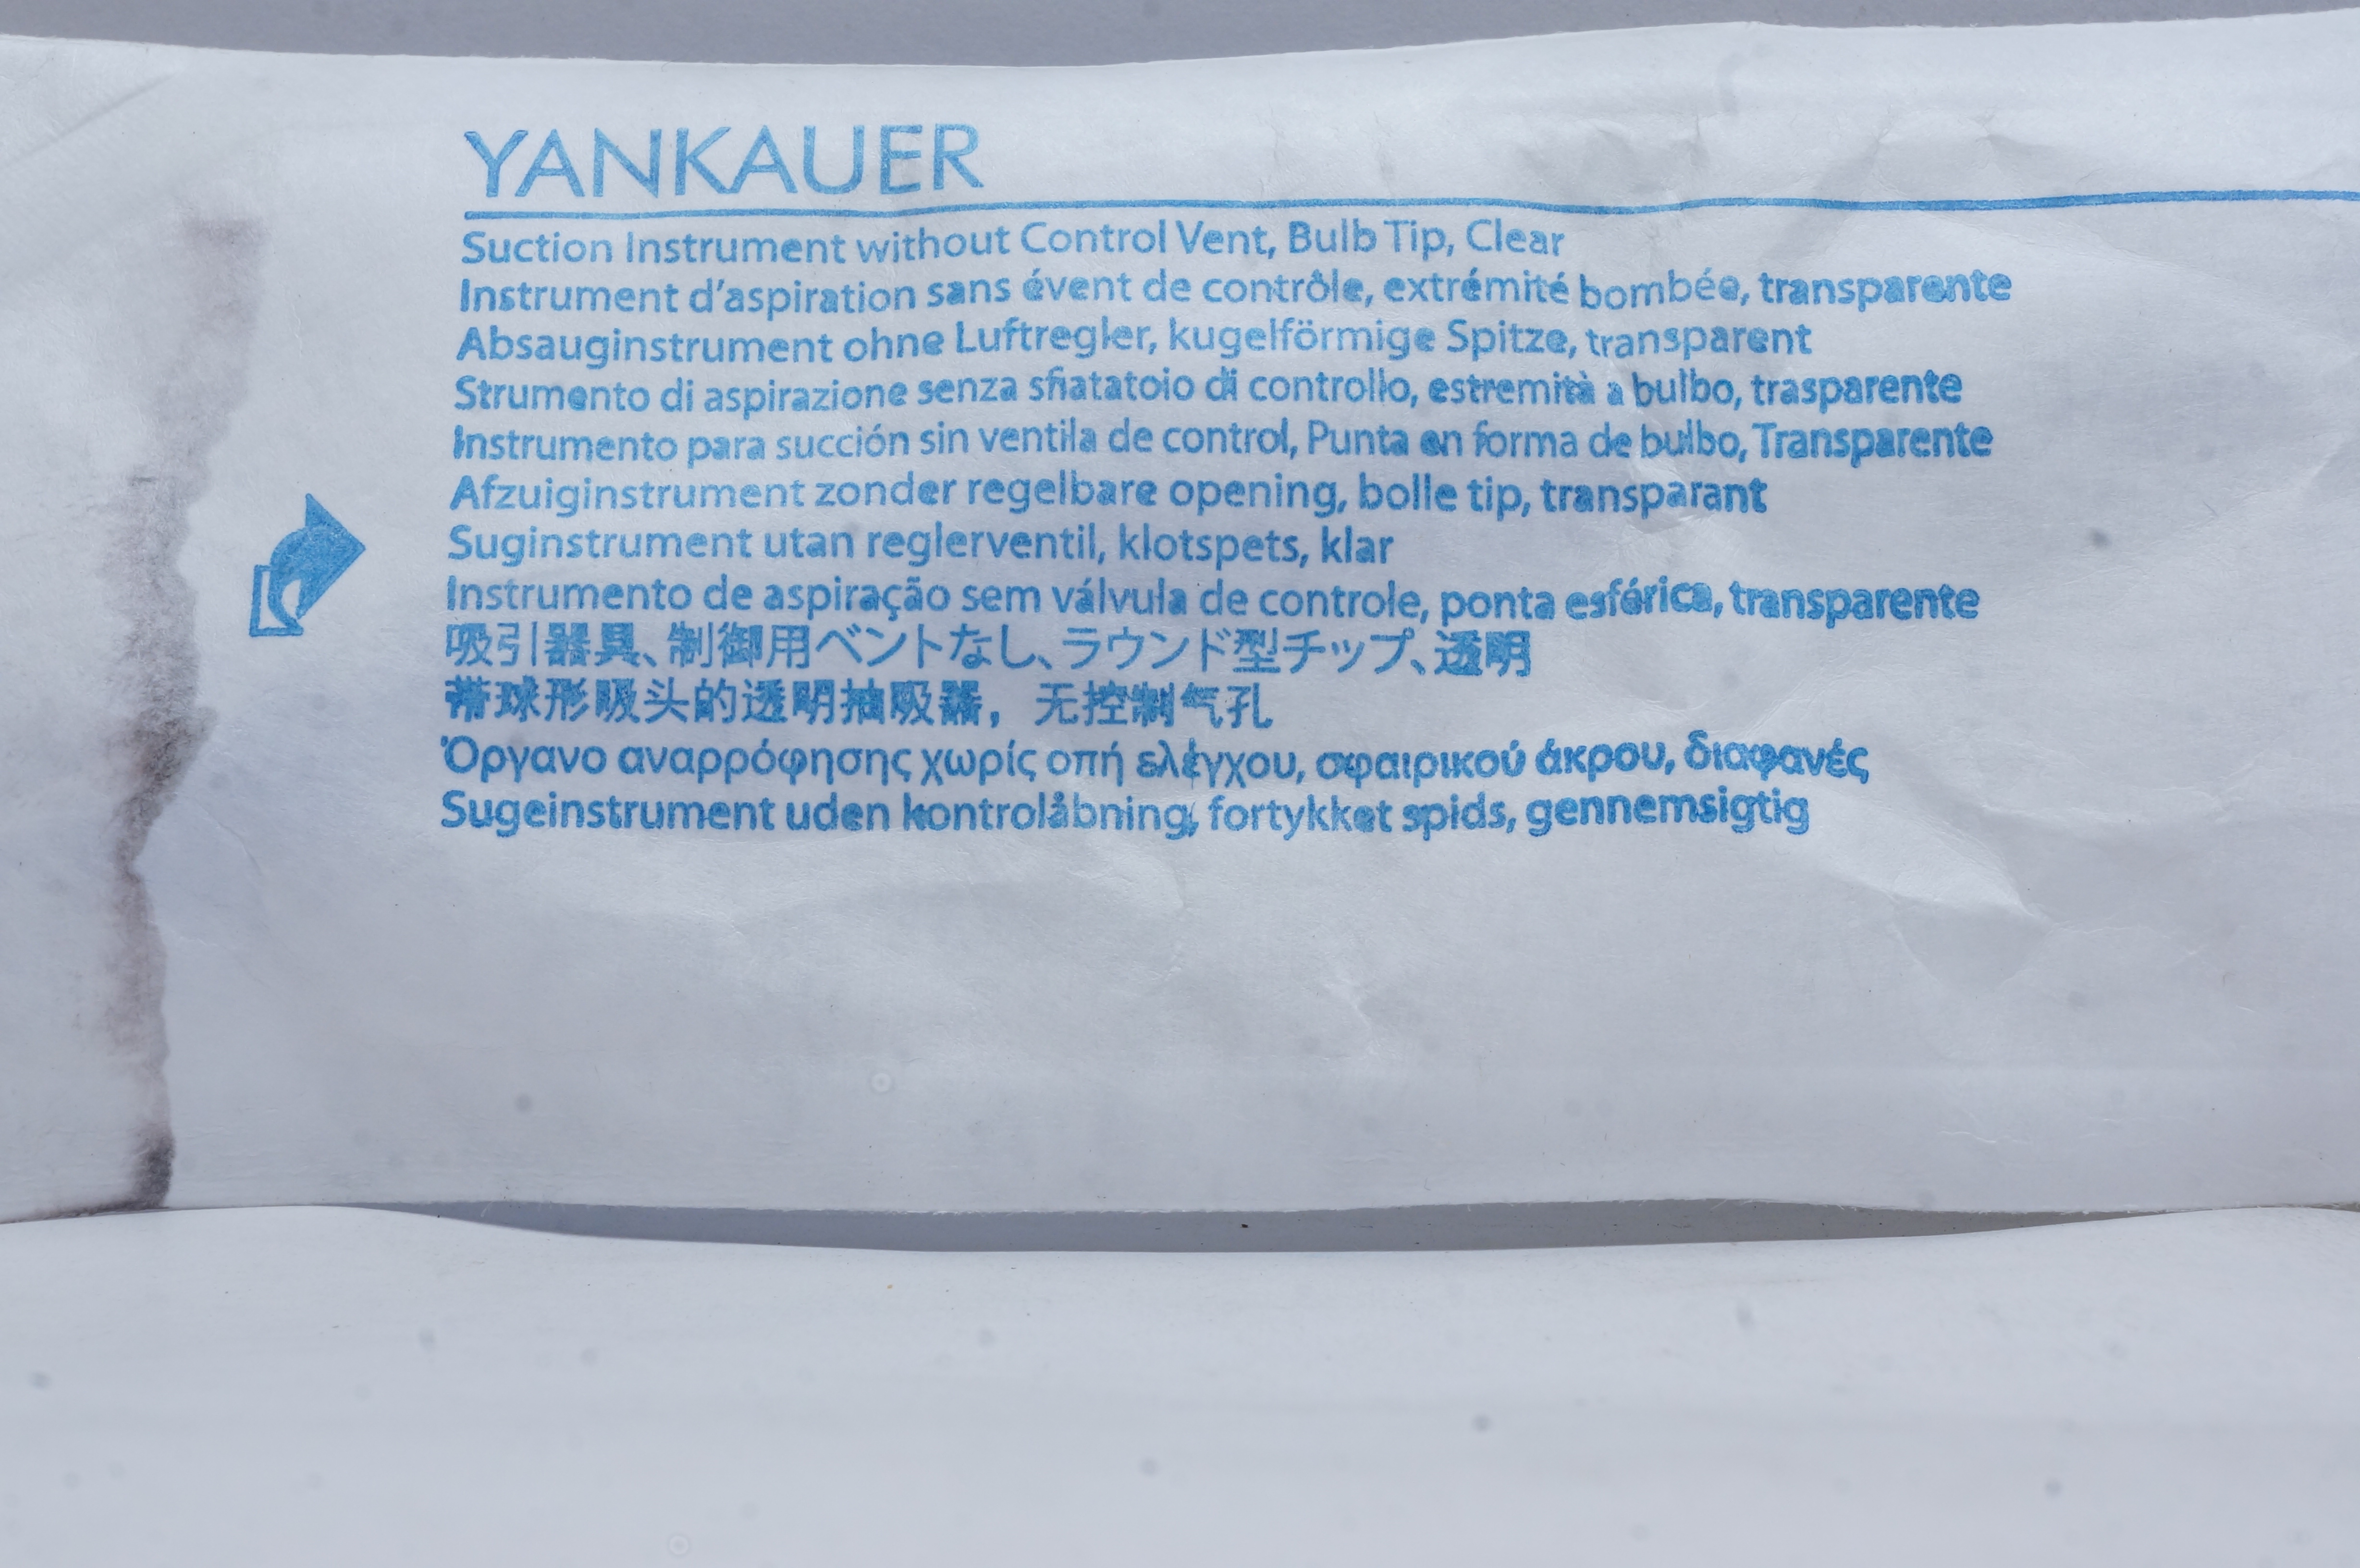 YANKAUER
Suction Instrument without Control Vent, Bulb Tip, Clear
Instrument d'aspiration sans évent de contrôle, extrémité bombée, transparente
Absauginstrument ohne Luftregler, kugelförmige Spitze, transparent
Strumento di aspirazione senza sfiatatoio di controllo, estremità a bulbo, trasparente
Instrumento para succión sin ventila de control, Punta en forma de bulbo, Transparente
Afzuiginstrument zonder regelbare opening, bolle tip, transparant
Suginstrument utan reglerventil, klotspets, klar
Instrumento de aspiração sem válvula de controle, ponta esférica, transparente
吸引器具、制御用ベントなし、ラウンド型チップ、透明
带球形吸头的透明抽吸器，无控制气孔
Όργανο αναρρόφησης χωρίς οπή ελέγχου, σφαιρικού άκρου, διαφανές
Sugeinstrument uden kontrolåbning, fortykket spids, gennemsigtig